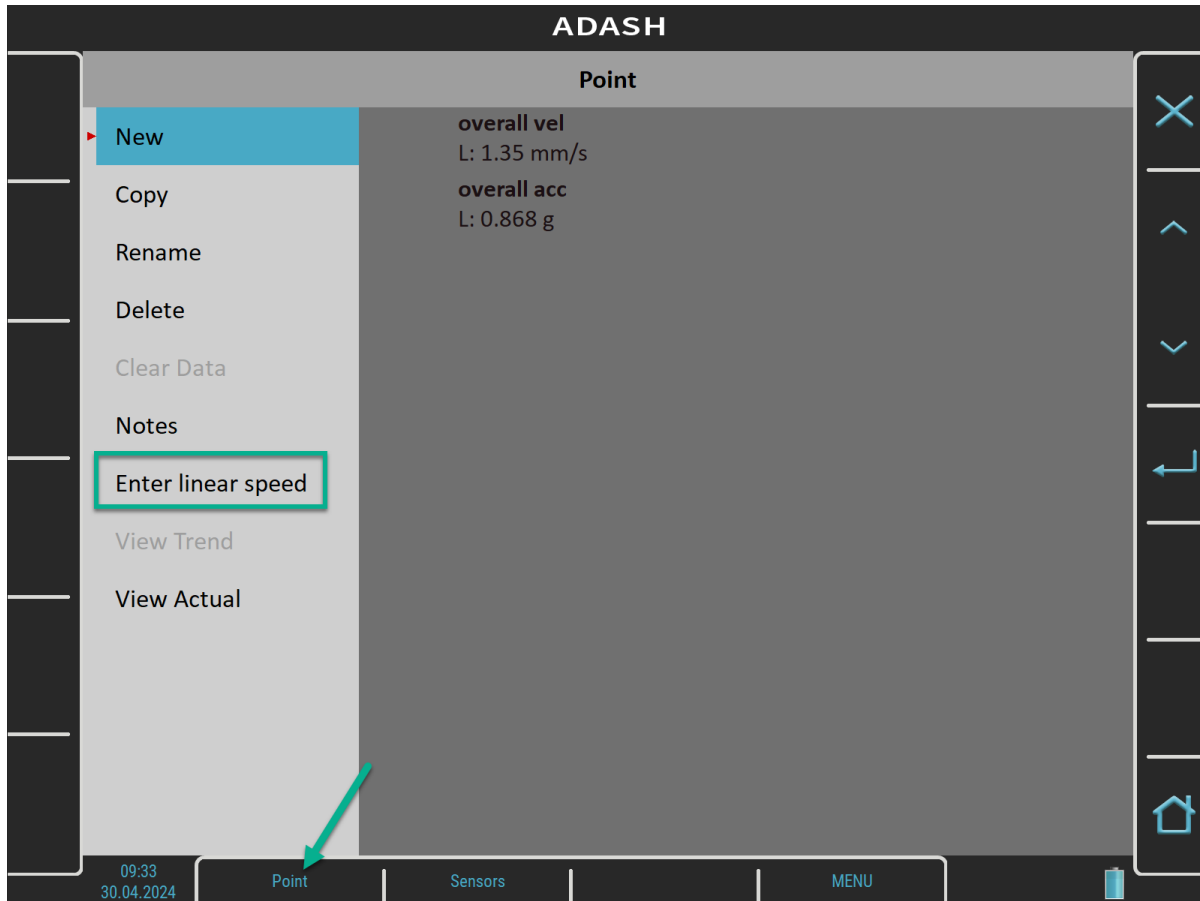 ADASH
Point
New
Copy
Rename
Delete
Clear Data
Notes
Enter linear speed
View Trend
View Actual
overall vel
L: 1.35 mm/s
overall acc
L: 0.868 g
09:33
30.04.2024
Point
Sensors
MENU